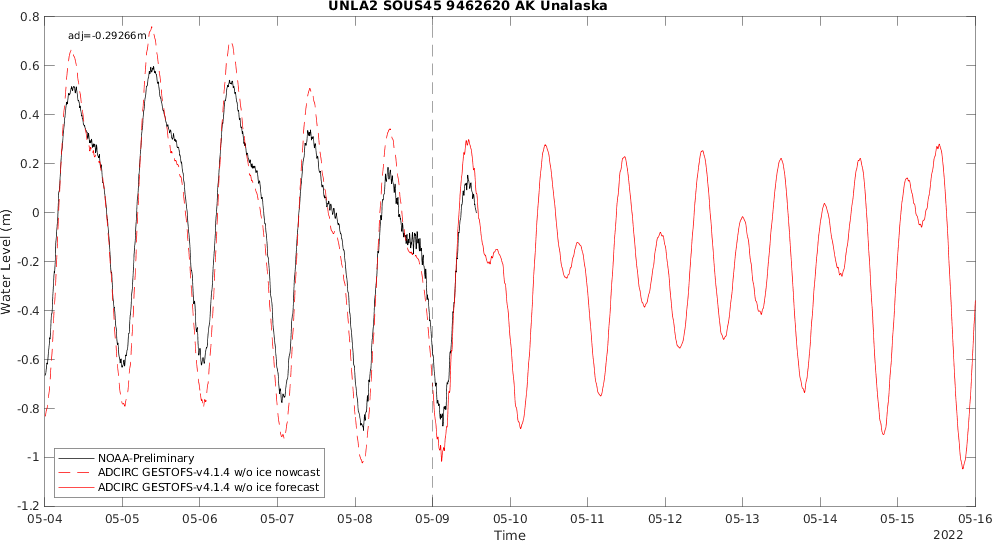 UNLA2 SOUS45 9462620 AK Unalaska
adj=-0.29266m
0.8
0.6
0.4
0.2
0
-0.2
-0.4
-0.6
-0.8
-1
-1.2
Water Level (m)
NOAA-Preliminary
ADCIRC GESTOFS-v4.1.4 w/o ice nowcast
ADCIRC GESTOFS-v4.1.4 w/o ice forecast
05-04 05-05 05-06 05-07 05-08 05-09 05-10 05-11 05-12 05-13 05-14 05-15 05-16
Time
2022